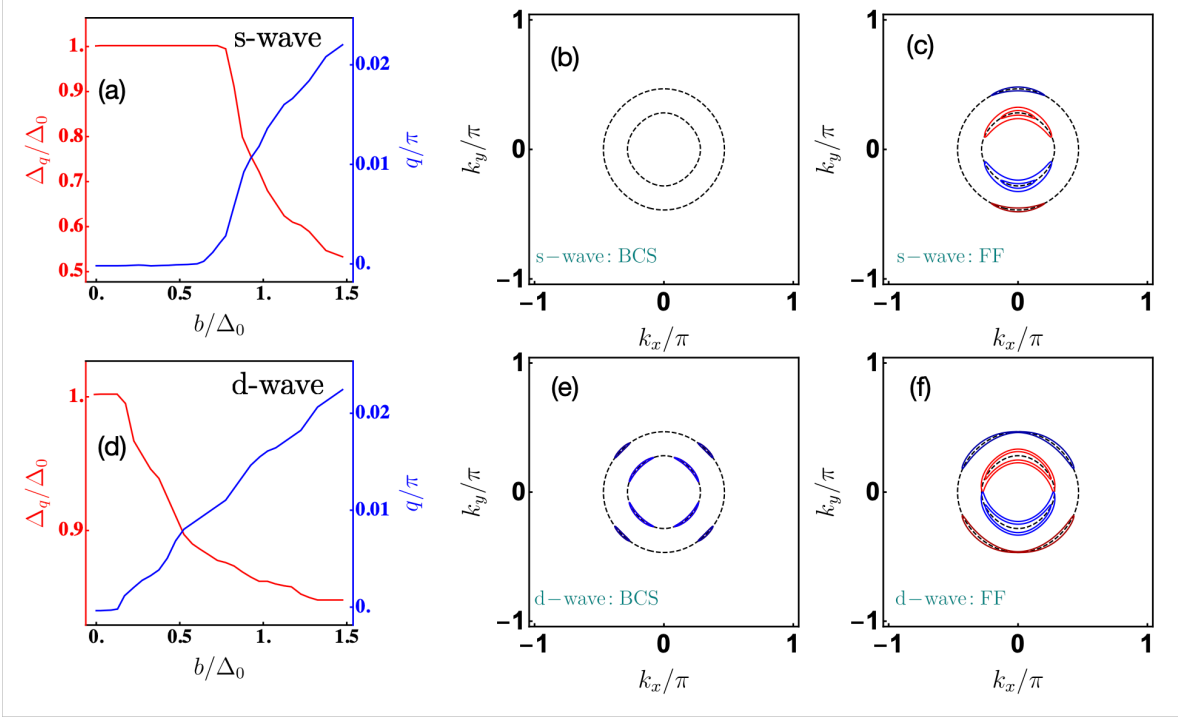 s-wave
(a)
1.
0.9
0.8
0.7
0.6
0.5
Δq/Δ0
0.02
0.01
0.
q/π
0. 0.5 1. 1.5
b/Δ0
(b)
1
0
−1
ky/π
s−wave: BCS
−1 0 1
kx/π
(c)
1
0
−1
ky/π
s−wave: FF
−1 0 1
kx/π
d-wave
(d)
1.
0.9
Δq/Δ0
0.02
0.01
0.
q/π
0. 0.5 1. 1.5
b/Δ0
(e)
1
0
−1
ky/π
d−wave: BCS
−1 0 1
kx/π
(f)
1
0
−1
ky/π
d−wave: FF
−1 0 1
kx/π